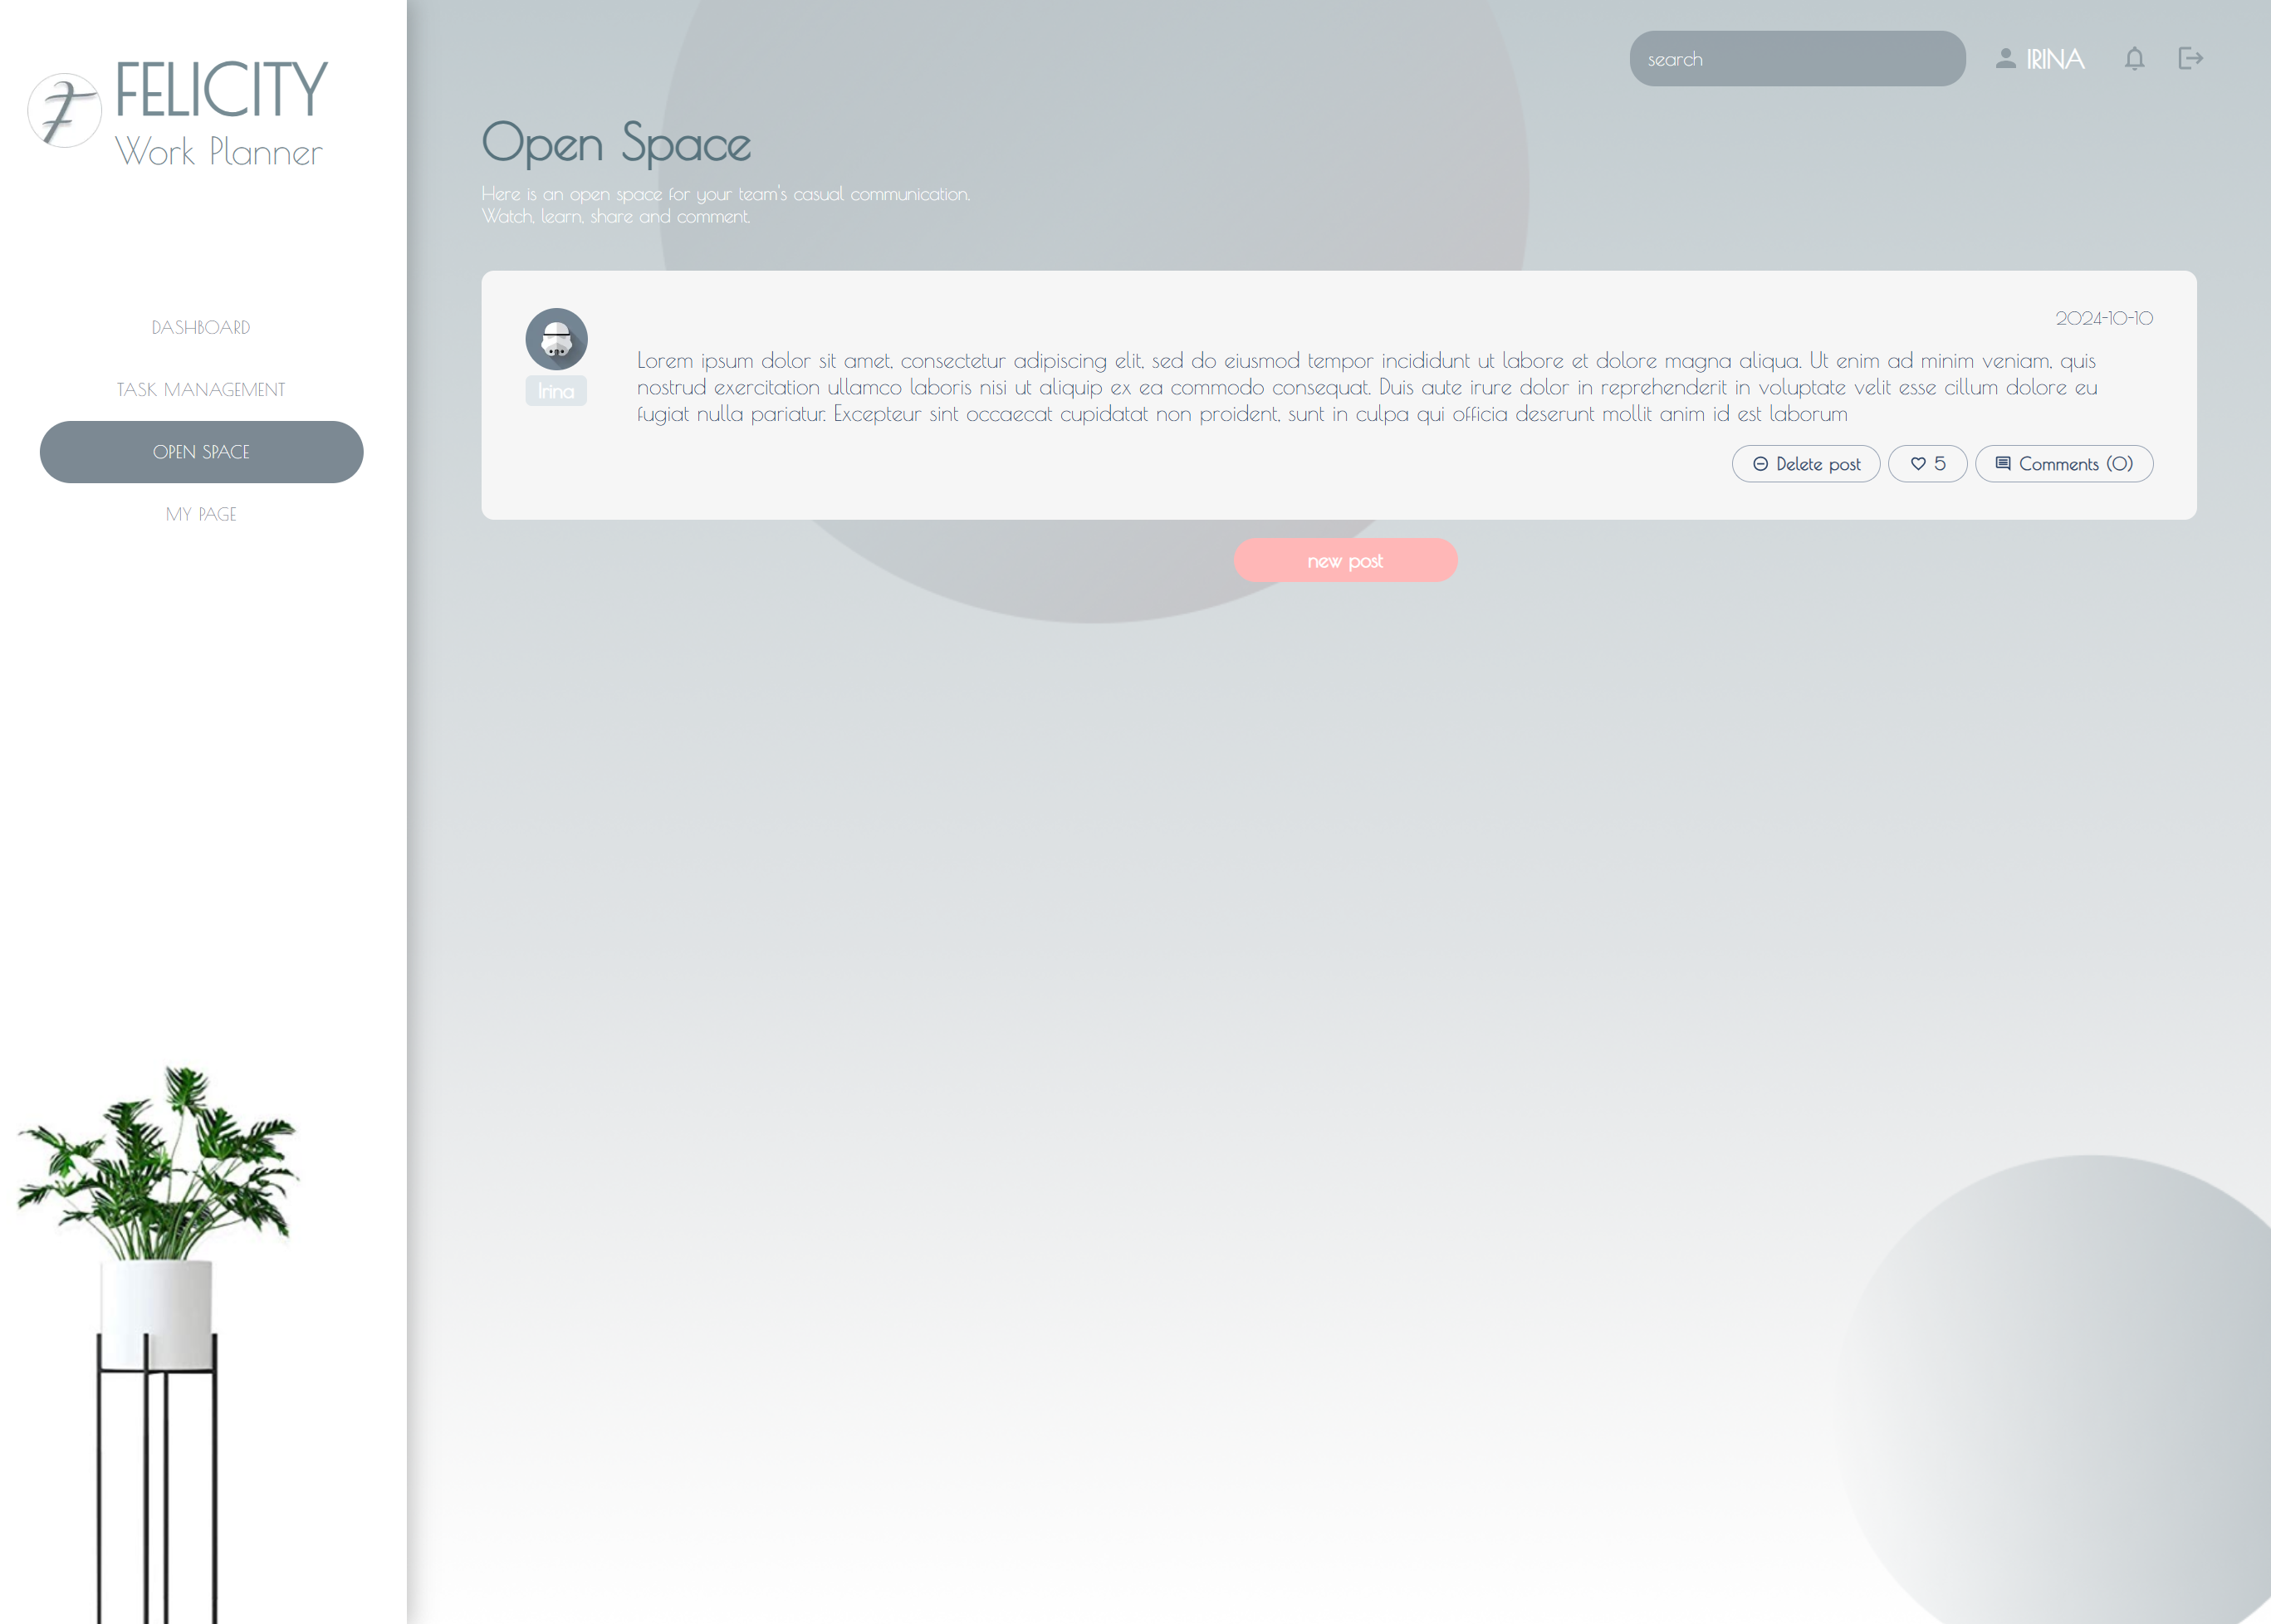 FELICITY
Work Planner
DASHBOARD
TASK MANAGEMENT
OPEN SPACE
MY PAGE
search
IRINA
Open Space
Here is an open space for your team's casual communication.
Watch, learn, share and comment.
2024-10-10
Irina
Lorem ipsum dolor sit amet, consectetur adipiscing elit, sed do eiusmod tempor incididunt ut labore et dolore magna aliqua. Ut enim ad minim veniam, quis
nostrud exercitation ullamco laboris nisi ut aliquip ex ea commodo consequat. Duis aute irure dolor in reprehenderit in voluptate velit esse cillum dolore eu
fugiat nulla pariatur. Excepteur sint occaecat cupidatat non proident, sunt in culpa qui officia deserunt mollit anim id est laborum
Delete post 5 Comments (0)
new post